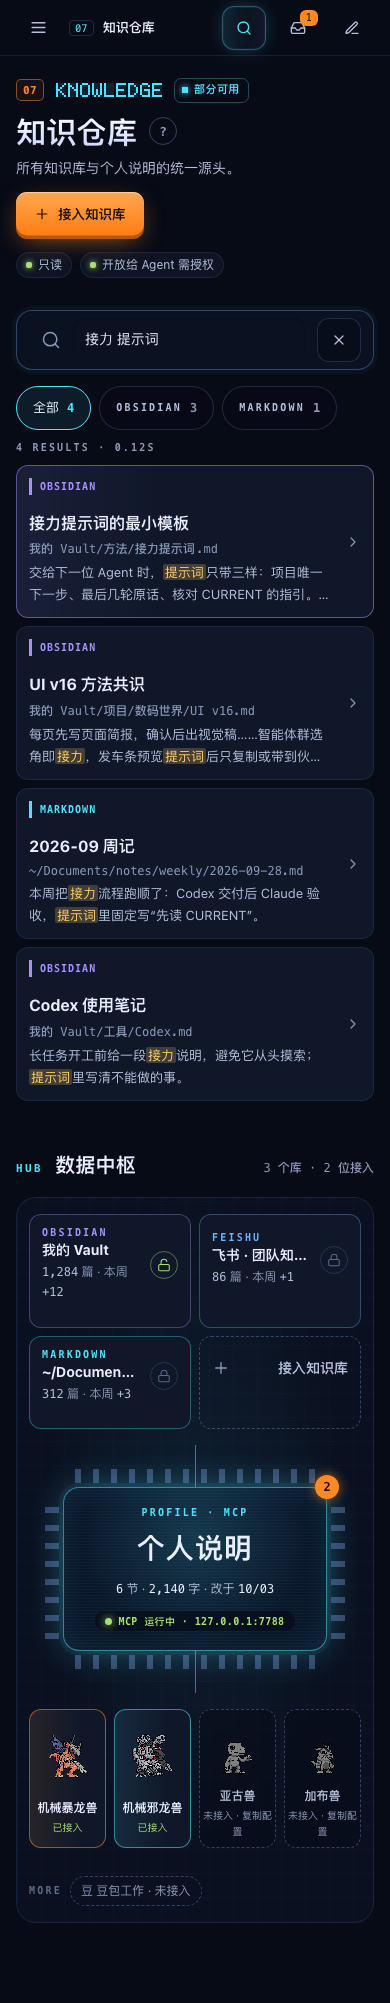 07 知识仓库 1
07 KNOWLEDGE 部分可用
知识仓库 ?
所有知识库与个人说明的统一源头。
接入知识库
只读 开放给 Agent 需授权
接力 提示词
全部 4 OBSIDIAN 3 MARKDOWN 1
4 RESULTS · 0.12S
OBSIDIAN
接力提示词的最小模板
我的 Vault/方法/接力提示词.md
交给下一位 Agent 时，提示词只带三样：项目唯一
下一步、最后几轮原话、核对 CURRENT 的指引。…
OBSIDIAN
UI v16 方法共识
我的 Vault/项目/数码世界/UI v16.md
每页先写页面简报，确认后出视觉稿……智能体群选
角即接力，发车条预览提示词后只复制或带到伙…
MARKDOWN
2026-09 周记
~/Documents/notes/weekly/2026-09-28.md
本周把接力流程跑顺了：Codex 交付后 Claude 验
收，提示词里固定写“先读 CURRENT”。
OBSIDIAN
Codex 使用笔记
我的 Vault/工具/Codex.md
长任务开工前给一段接力说明，避免它从头摸索；
提示词里写清不能做的事。
HUB 数据中枢 3 个库 · 2 位接入
OBSIDIAN
我的 Vault
1,284 篇 · 本周
+12
FEISHU
飞书 · 团队知…
86 篇 · 本周 +1
MARKDOWN
~/Documen…
312 篇 · 本周 +3
接入知识库
2
PROFILE · MCP
个人说明
6 节 · 2,140 字 · 改于 10/03
MCP 运行中 · 127.0.0.1:7788
机械暴龙兽
已接入
机械邪龙兽
已接入
亚古兽
未接入 · 复制配
置
加布兽
未接入 · 复制配
置
MORE 豆 豆包工作 · 未接入